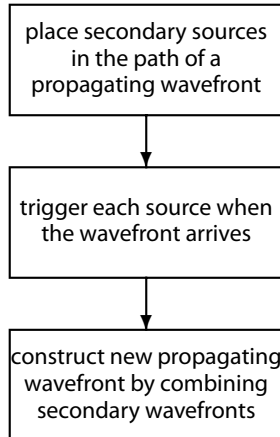 place secondary sources
in the path of a
propagating wavefront
trigger each source when
the wavefront arrives
construct new propagating
wavefront by combining
secondary wavefronts